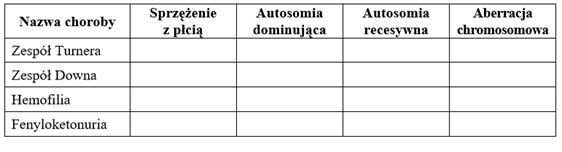 Nazwa choroby | Sprzężenie z płcią | Autosomia dominująca | Autosomia recesywna | Aberracja chromosomowa
Zespół Turnera
Zespół Downa
Hemofilia
Fenyloketonuria